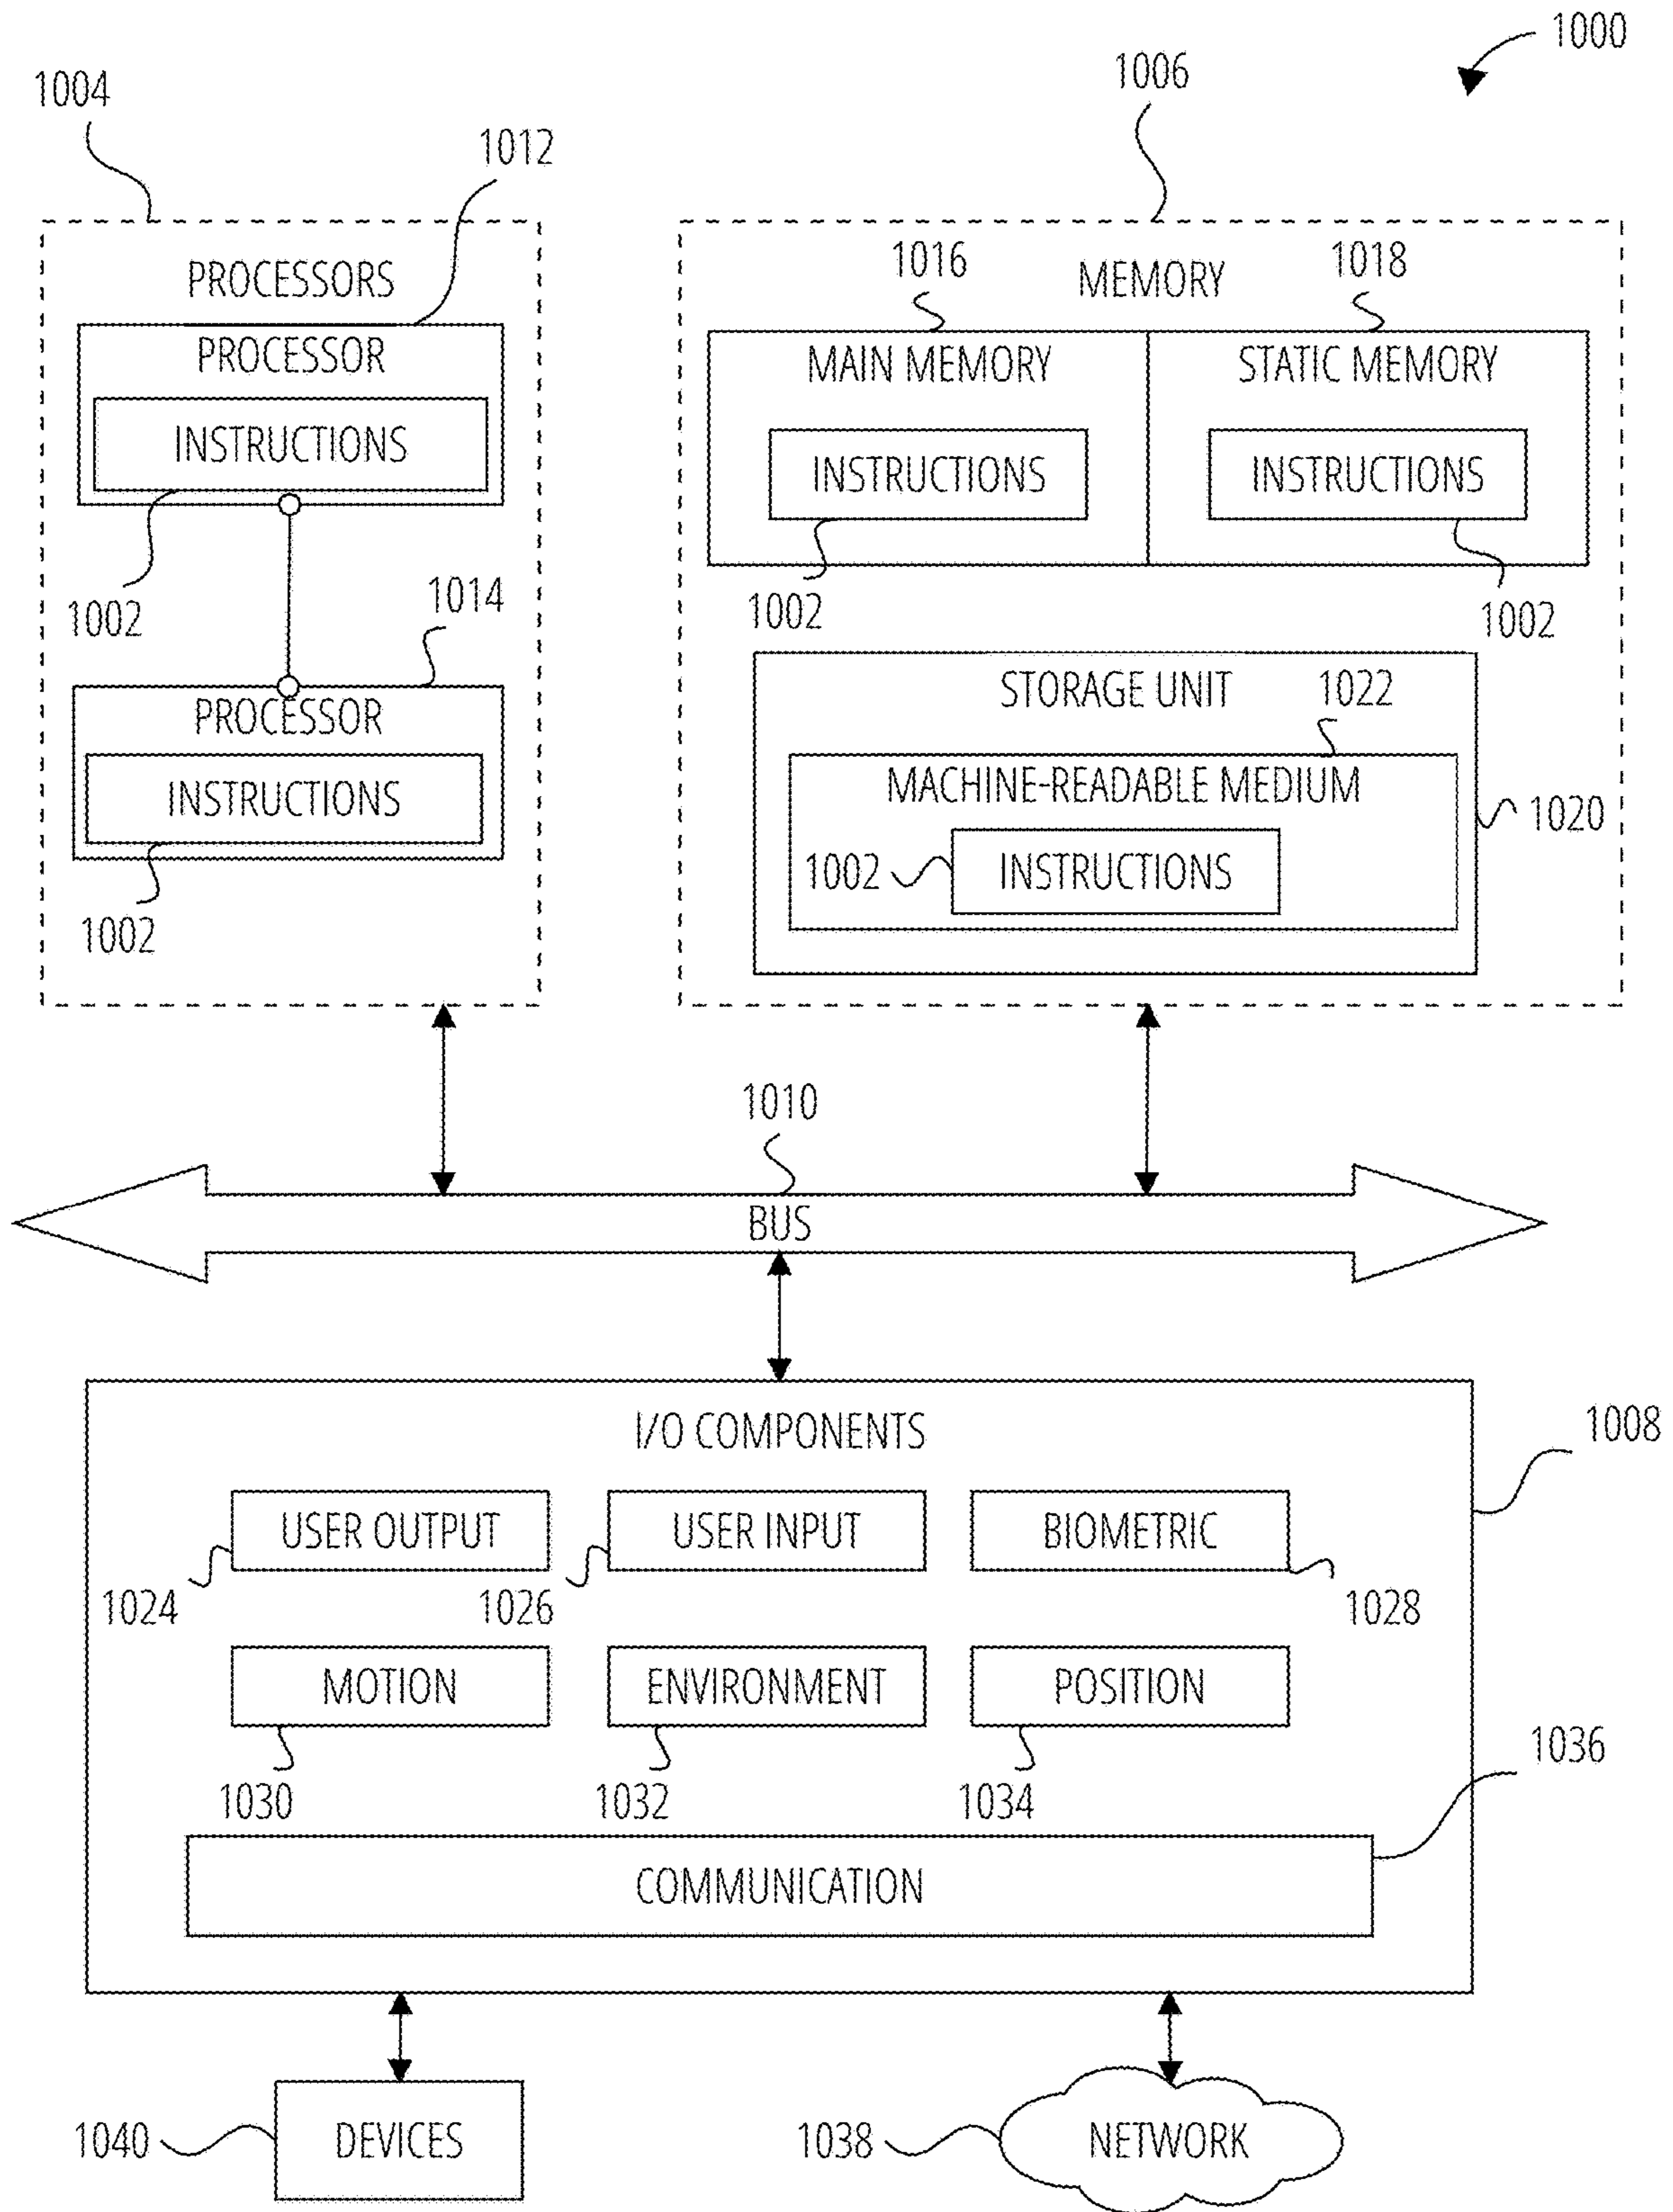 1000
1006
1004
1012
PROCESSORS
PROCESSOR
INSTRUCTIONS
1002
1014
PROCESSOR
INSTRUCTIONS
1002
1016
MEMORY
1018
MAIN MEMORY
STATIC MEMORY
INSTRUCTIONS
INSTRUCTIONS
1002
1002
STORAGE UNIT
1022
MACHINE-READABLE MEDIUM
1020
1002
INSTRUCTIONS
1010
BUS
I/O COMPONENTS
1008
USER OUTPUT
USER INPUT
BIOMETRIC
1024
1026
1028
MOTION
ENVIRONMENT
POSITION
1030
1032
1034
1036
COMMUNICATION
1040
DEVICES
1038
NETWORK